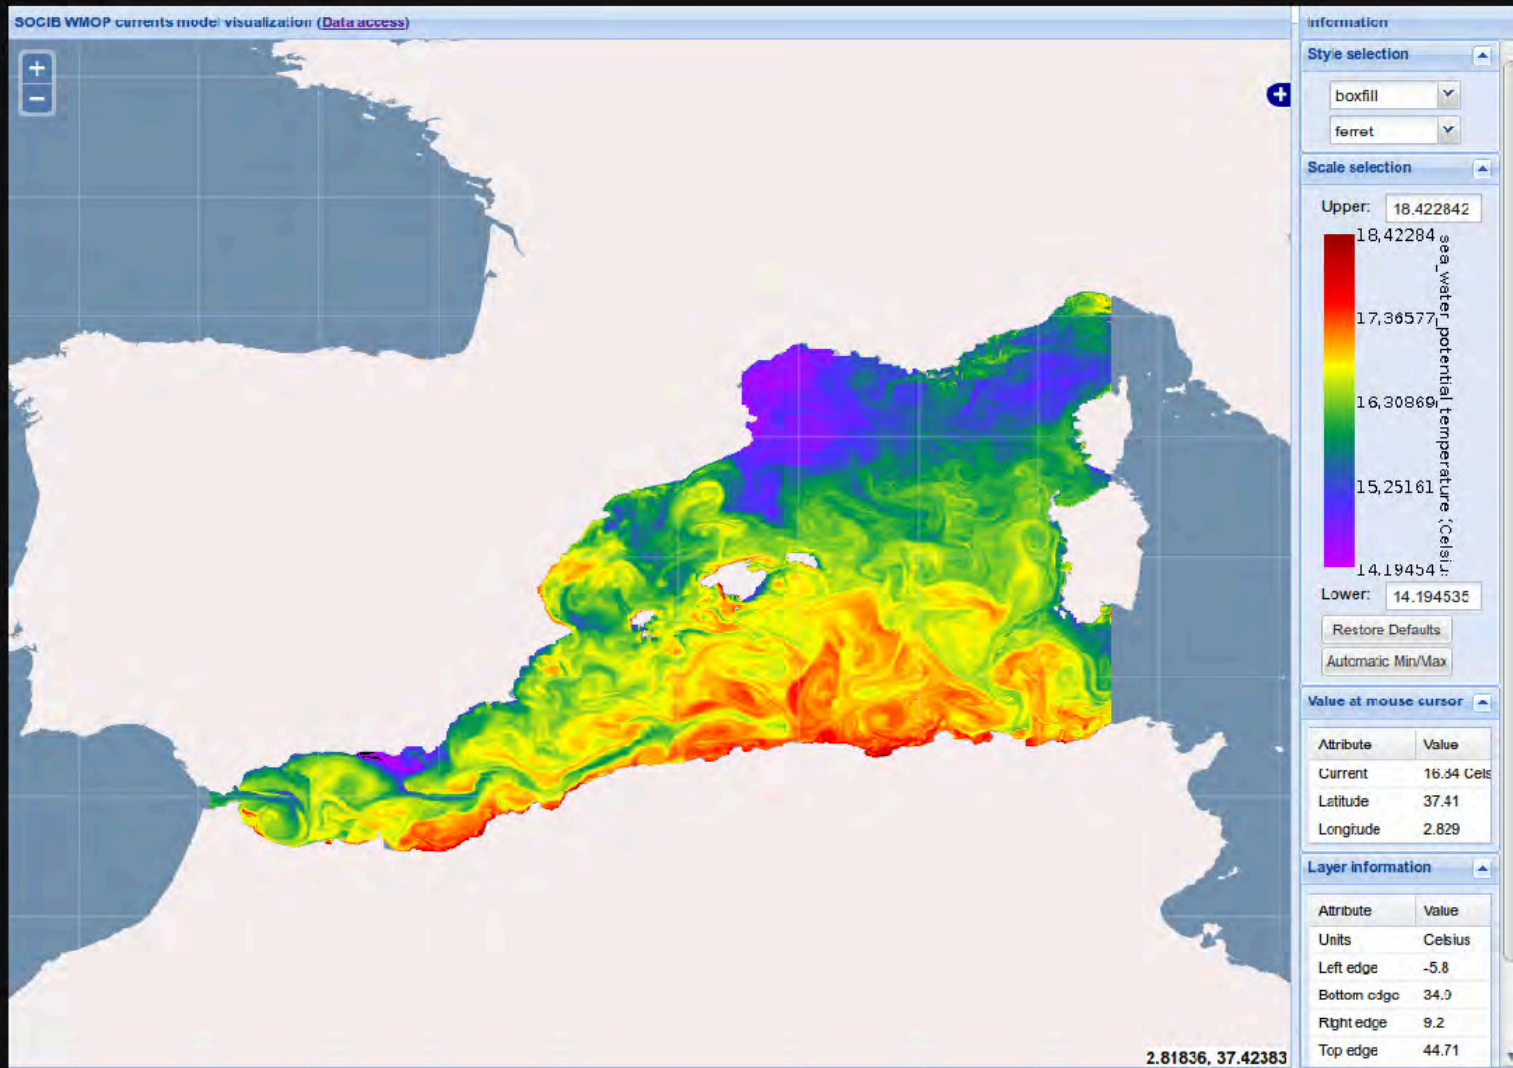 SOCIB WMOP currents model visualization (Data access)
+
−
+
2.81836, 37.42383
Information
Style selection
boxfill
ferret
Scale selection
Upper: 18.422842
18,42284
17,36577
16,30869
15,25161
14.19454
sea_water_potential_temperature (Celsiu
Lower: 14.194535
Restore Defaults
Automatic Min/Max
Value at mouse cursor
Attribute Value
Current 16.84 Cels
Latitude 37.41
Longitude 2.829
Layer information
Attribute Value
Units Celsius
Left edge -5.8
Bottom edge 34.9
Right edge 9.2
Top edge 44.71